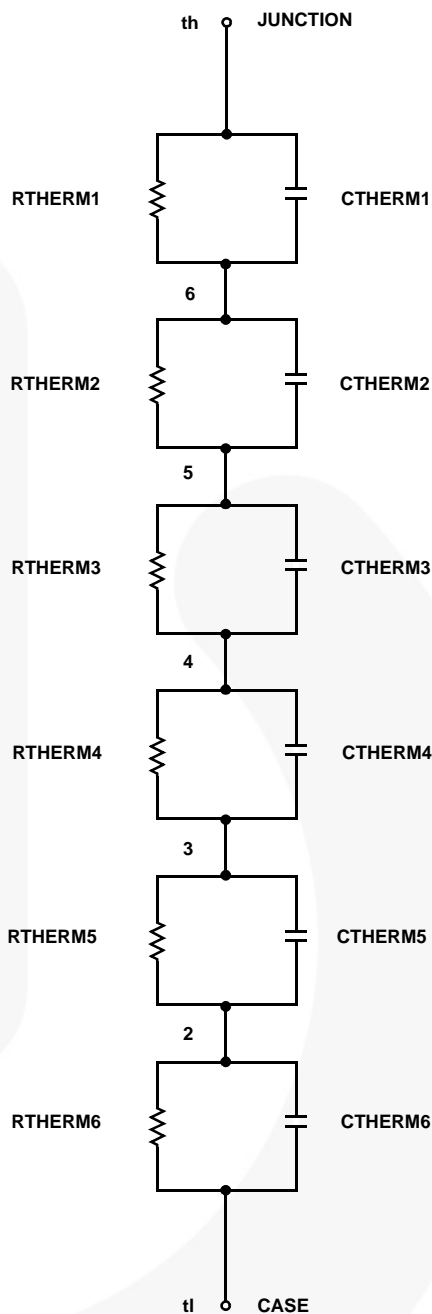 th JUNCTION
RTHERM1 CTHERM1
6
RTHERM2 CTHERM2
5
RTHERM3 CTHERM3
4
RTHERM4 CTHERM4
3
RTHERM5 CTHERM5
2
RTHERM6 CTHERM6
tl CASE